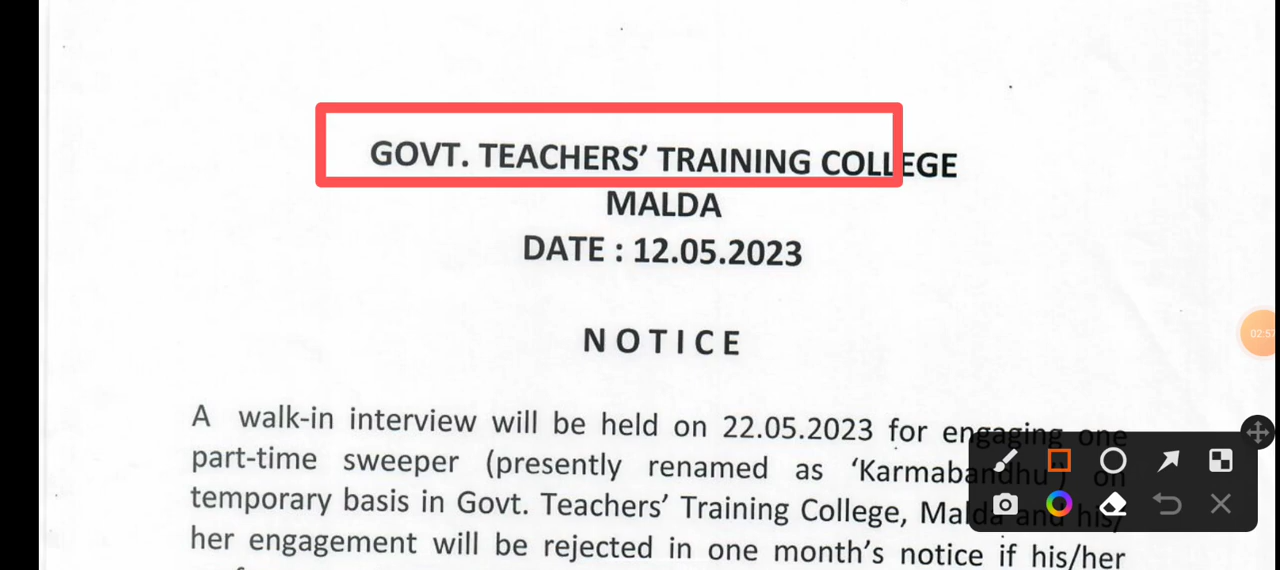 GOVT. TEACHERS’ TRAINING COLLEGE
MALDA
DATE : 12.05.2023
NOTICE
A walk-in interview will be held on 22.05.2023 for engaging one
part-time sweeper (presently renamed as ‘Karmabandhu’) on
temporary basis in Govt. Teachers’ Training College, Malda and his/
her engagement will be rejected in one month’s notice if his/her
02:57